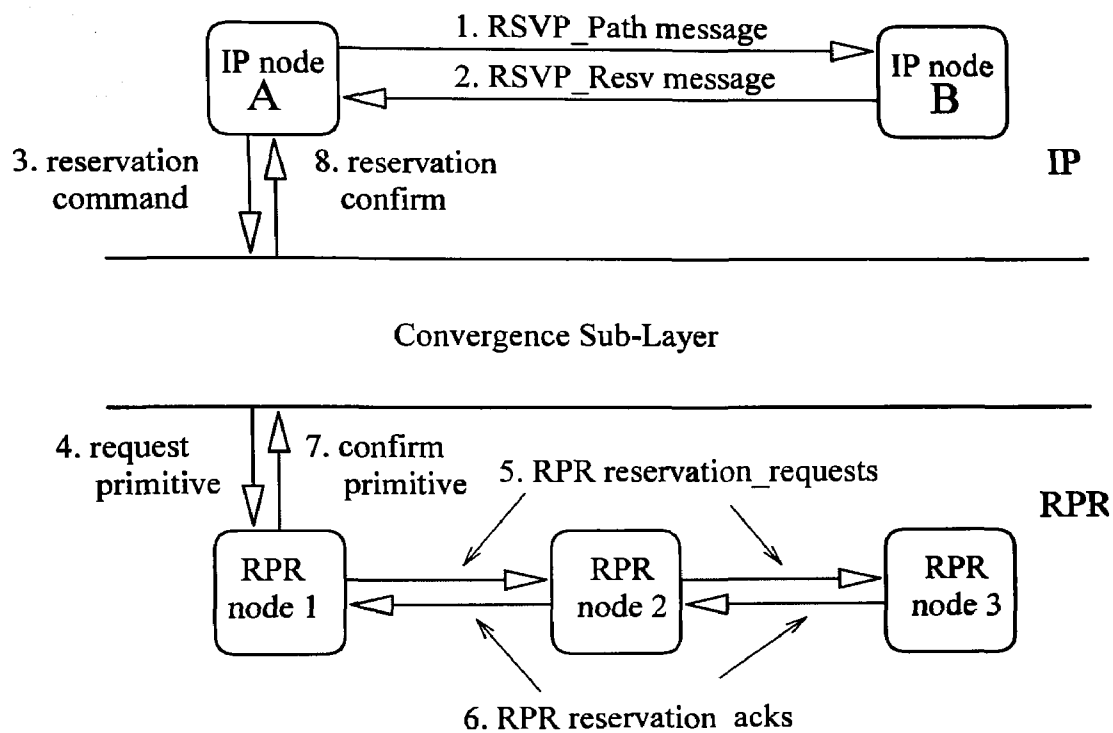 1. RSVP_Path message
IP node
A
2. RSVP_Resv message
IP node
B
3. reservation
command
8. reservation
confirm
IP
Convergence Sub-Layer
4. request
primitive
7. confirm
primitive
5. RPR reservation_requests
RPR
RPR
node 1
RPR
node 2
RPR
node 3
6. RPR reservation_acks